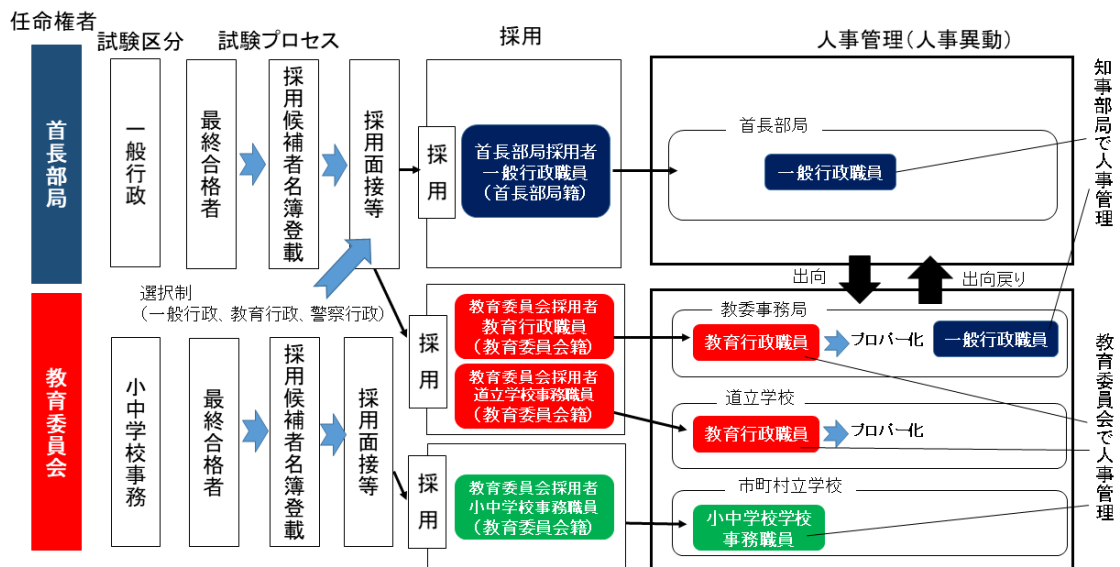 任命権者
試験区分
試験プロセス
採用
人事管理(人事異動)
首長部局
一般行政
最終合格者
採用候補者名簿登載
採用面接等
採用
首長部局採用者
一般行政職員
(首長部局籍)
首長部局
一般行政職員
知事部局で人事管理
選択制
(一般行政、教育行政、警察行政)
出向
出向戻り
教育委員会
小中学校事務
最終合格者
採用候補者名簿登載
採用面接等
採用
教育委員会採用者
教育行政職員
(教育委員会籍)
教育委員会採用者
道立学校事務職員
(教育委員会籍)
採用
教育委員会採用者
小中学校事務職員
(教育委員会籍)
教委事務局
教育行政職員
プロパー化
一般行政職員
道立学校
教育行政職員
プロパー化
市町村立学校
小中学校学校
事務職員
教育委員会で人事管理